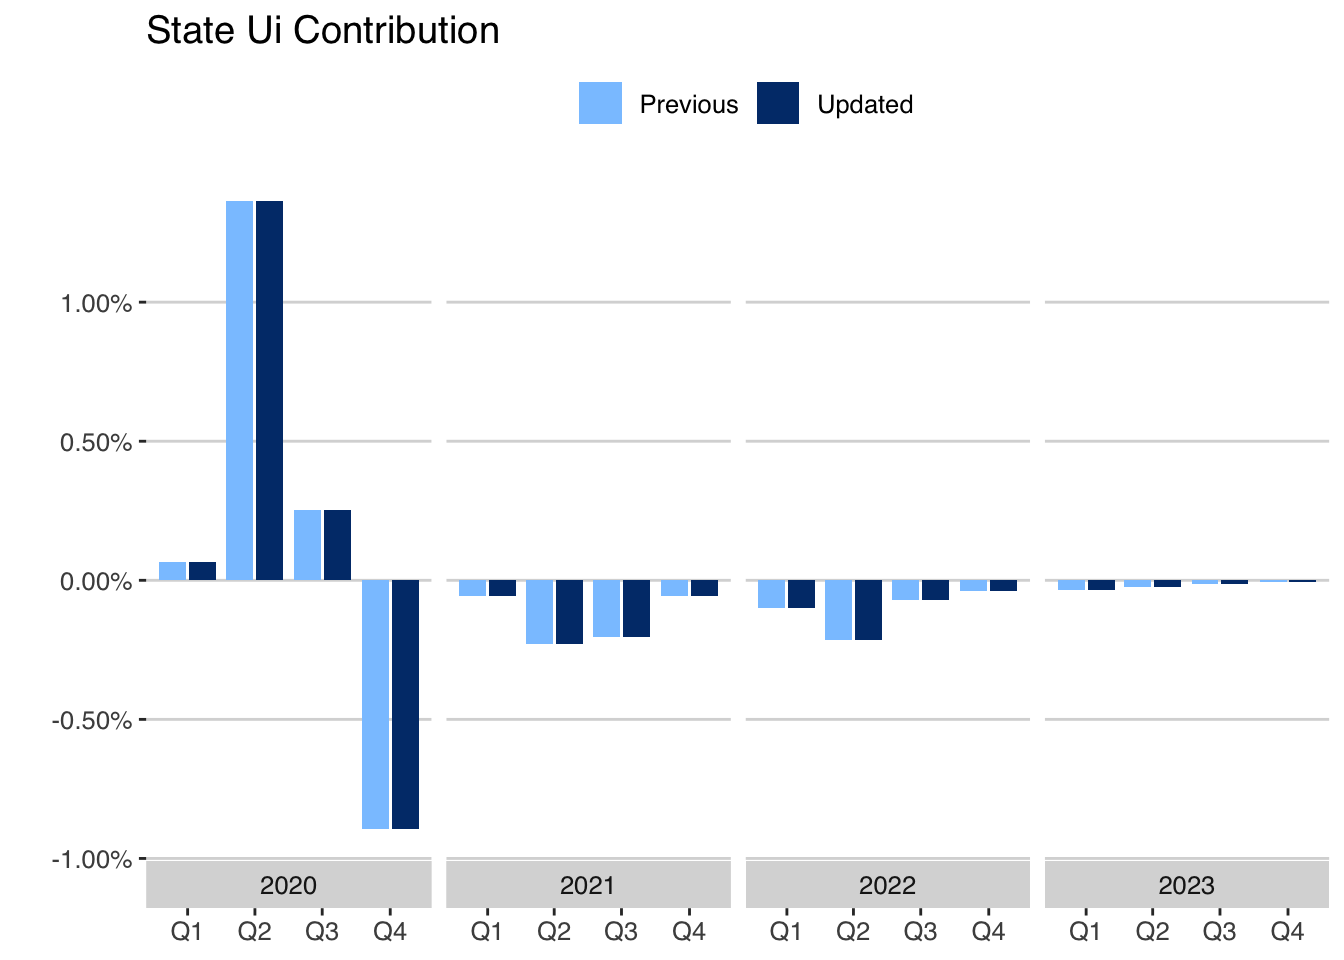 State Ui Contribution
Previous Updated
1.00%
0.50%
0.00%
-0.50%
-1.00%
2020 2021 2022 2023
Q1 Q2 Q3 Q4 Q1 Q2 Q3 Q4 Q1 Q2 Q3 Q4 Q1 Q2 Q3 Q4